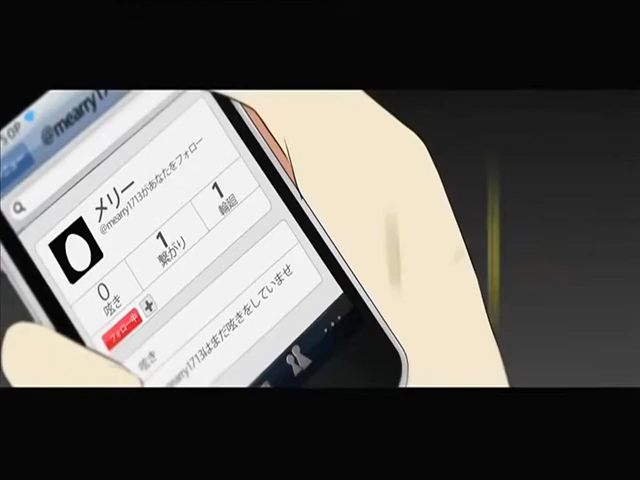 @mearry17
メリー
@mearry1713があなたをフォロー
0
呟き
1
繋がり
1
輪廻
フォロー中
呟き
mearry1713はまだ呟きをしていませ